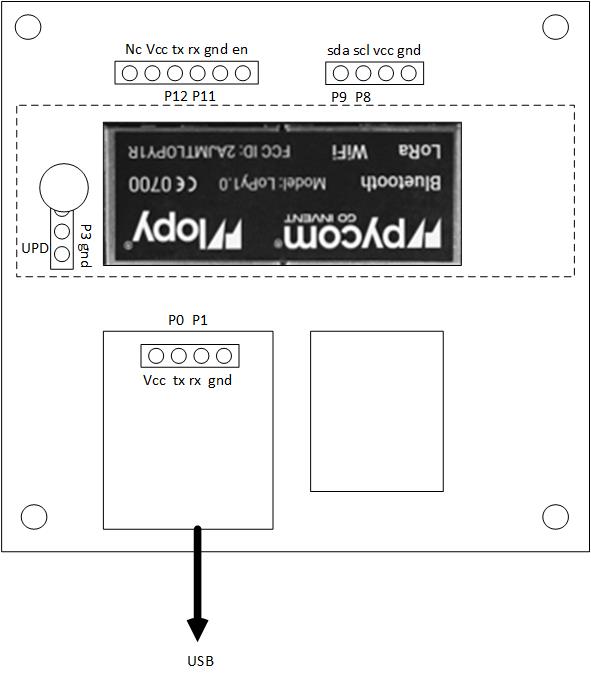 Nc Vcc tx rx gnd en
sda scl vcc gnd
P12 P11
P9 P8
pycom®
GO INVENT
lopy®
Bluetooth Model: LoPy1.0 CE0700
LoRa WiFi FCC ID: 2AJMTLOPY1R
UPD
P3 gnd
P0 P1
Vcc tx rx gnd
USB